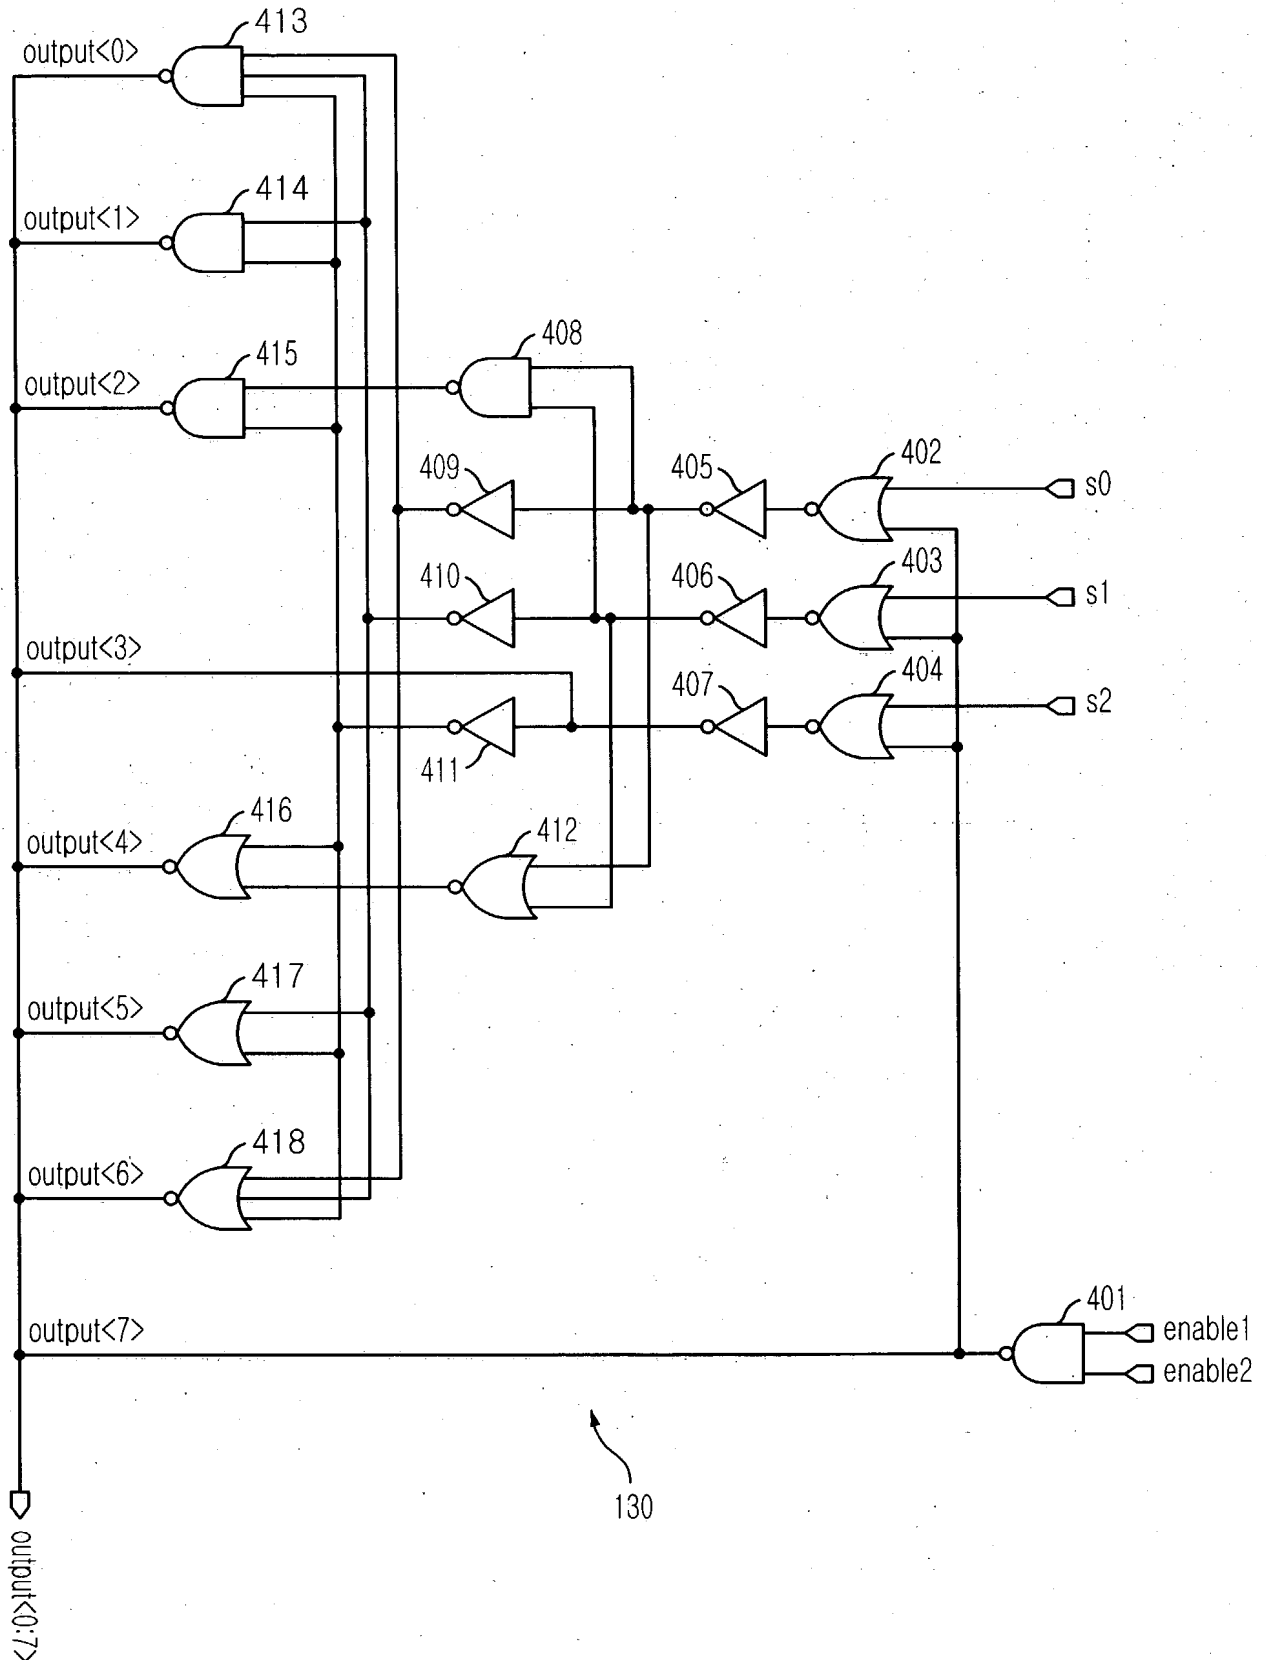 413
output<0>
414
output<1>
408
415
output<2>
402
409
405
s0
403
410
406
s1
output<3>
404
407
s2
411
416
412
output<4>
417
output<5>
418
output<6>
401
output<7>
enable1
enable2
130
output<0:7>